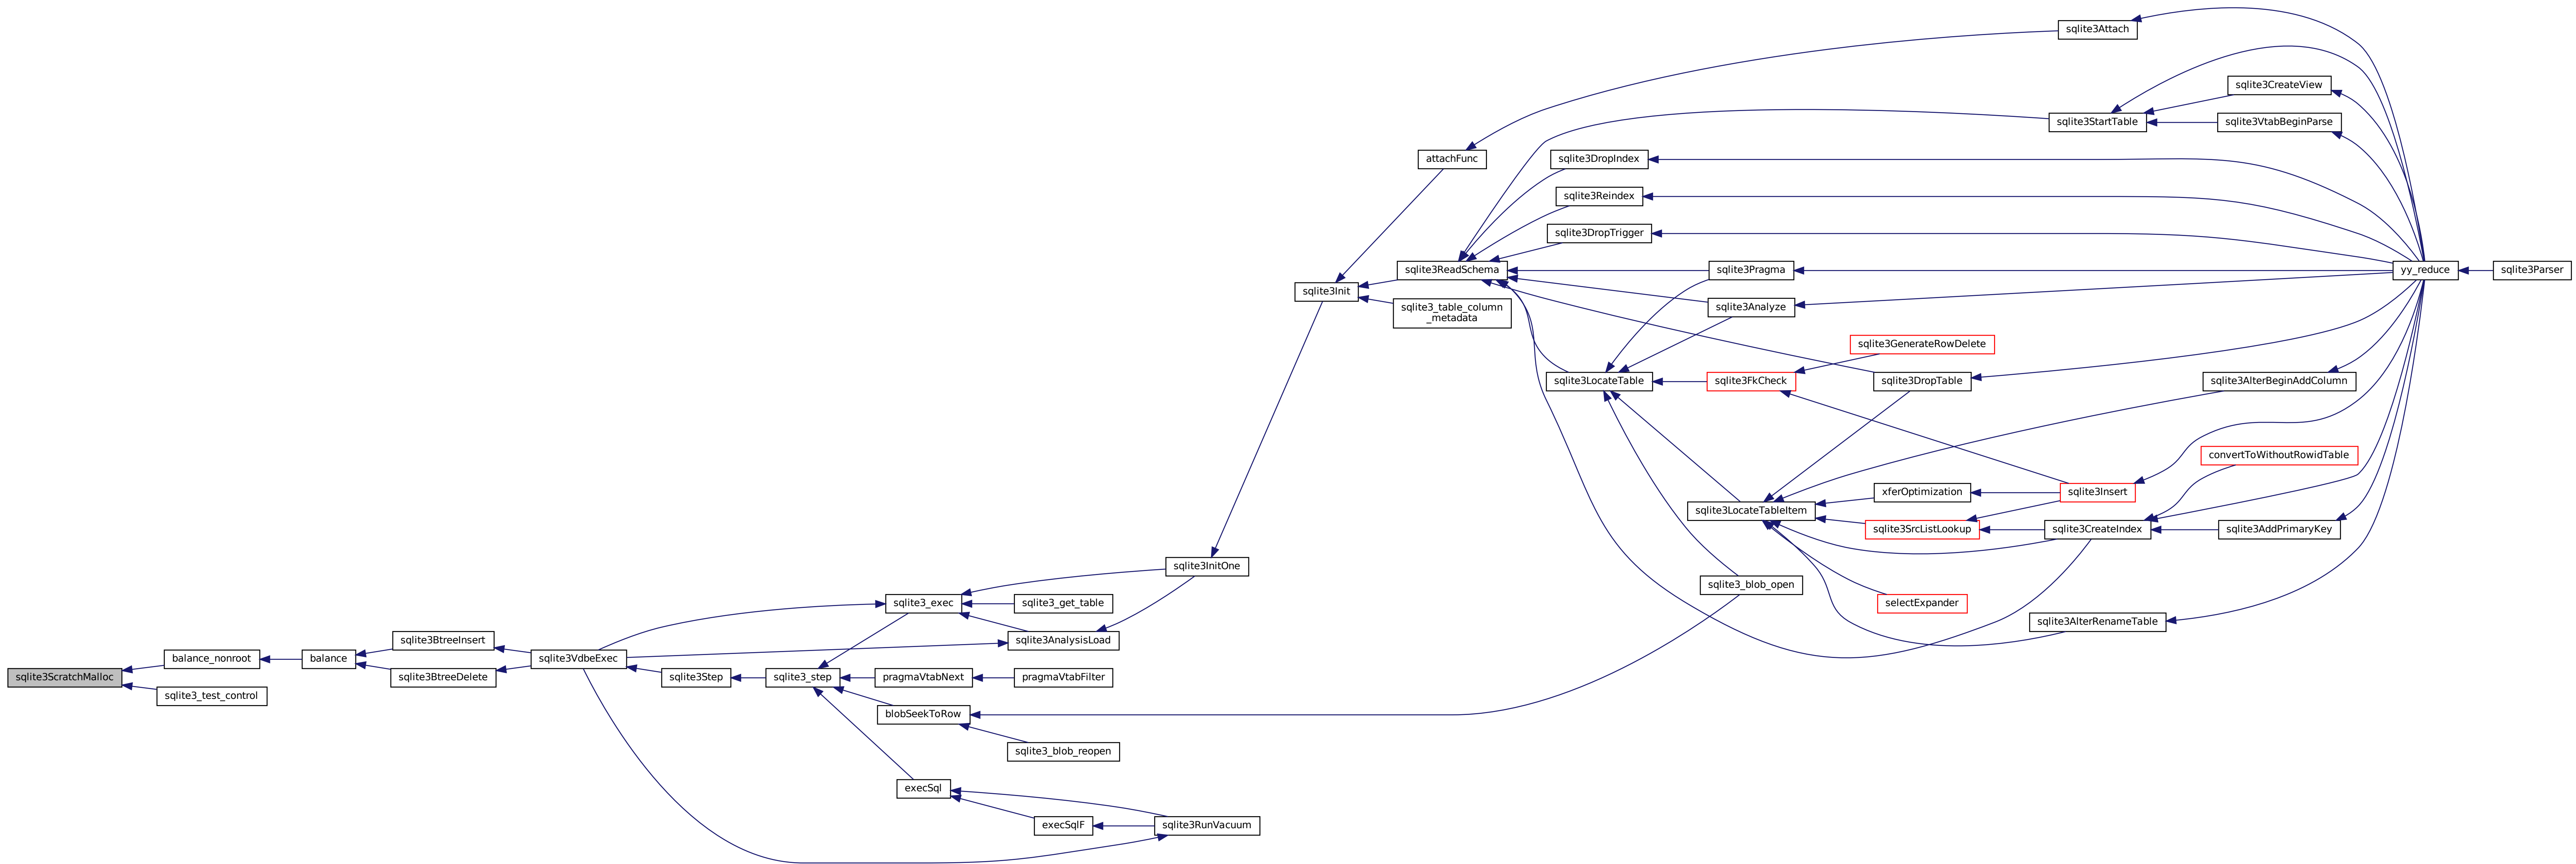 sqlite3ScratchMalloc
balance_nonroot
sqlite3_test_control
balance
sqlite3BtreeInsert
sqlite3BtreeDelete
sqlite3VdbeExec
sqlite3Step
sqlite3_step
sqlite3_exec
pragmaVtabNext
blobSeekToRow
execSql
sqlite3_get_table
sqlite3AnalysisLoad
pragmaVtabFilter
sqlite3_blob_reopen
execSqlF
sqlite3InitOne
sqlite3RunVacuum
sqlite3Init
attachFunc
sqlite3ReadSchema
sqlite3_table_column
_metadata
sqlite3DropIndex
sqlite3Reindex
sqlite3DropTrigger
sqlite3LocateTable
sqlite3Pragma
sqlite3Analyze
sqlite3FkCheck
sqlite3LocateTableItem
sqlite3_blob_open
sqlite3GenerateRowDelete
sqlite3DropTable
xferOptimization
sqlite3SrcListLookup
selectExpander
sqlite3Attach
sqlite3StartTable
sqlite3Insert
sqlite3CreateIndex
sqlite3AlterRenameTable
sqlite3CreateView
sqlite3VtabBeginParse
sqlite3AlterBeginAddColumn
convertToWithoutRowidTable
sqlite3AddPrimaryKey
yy_reduce
sqlite3Parser